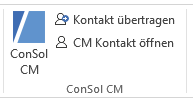 Kontakt übertragen
CM Kontakt öffnen
ConSol
CM
ConSol CM